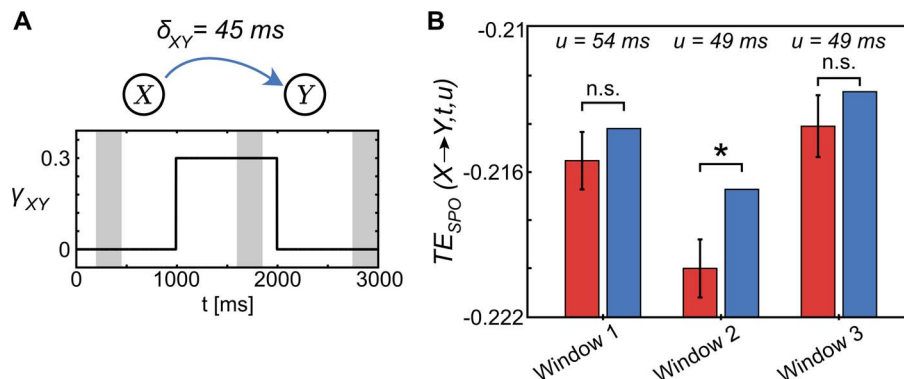 A
δXY = 45 ms
X
Y
γXY
0.3
0
0
1000
2000
3000
t [ms]
B
TESPO (X→Y,t,u)
-0.21
-0.216
-0.222
u = 54 ms
u = 49 ms
u = 49 ms
n.s.
*
n.s.
Window 1
Window 2
Window 3